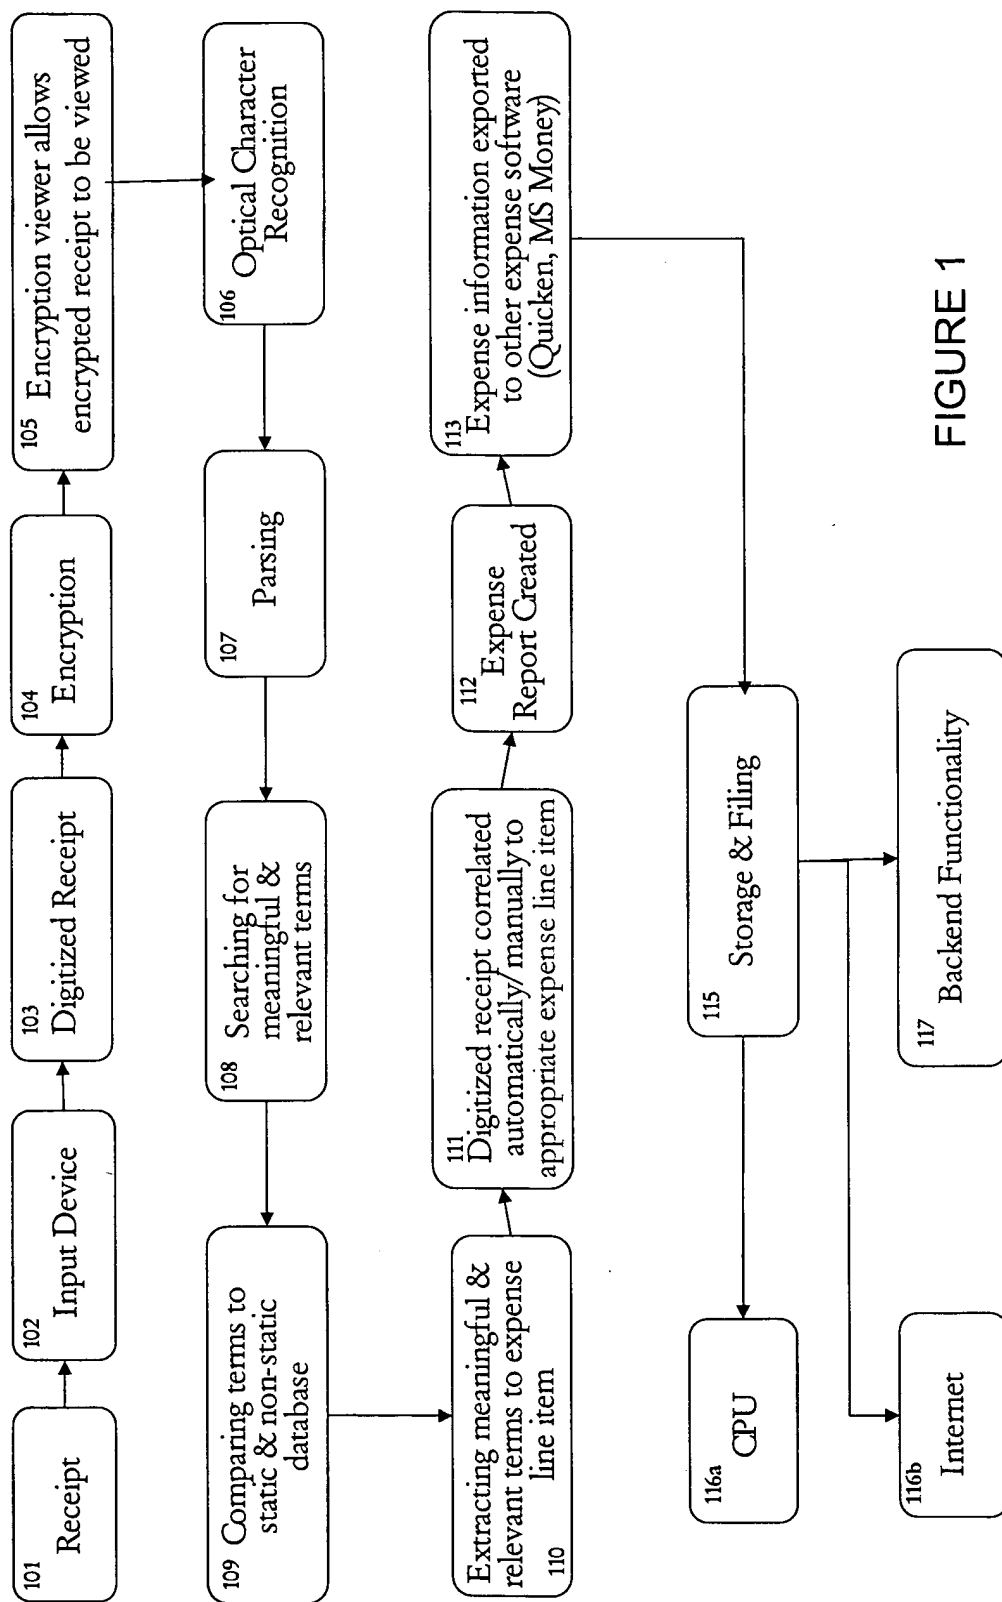 101
Receipt
102
Input Device
103
Digitized Receipt
104
Encryption
105
Encryption viewer allows
encrypted receipt to be viewed
106
Optical Character
Recognition
107
Parsing
108
Searching for
meaningful &
relevant terms
109
Comparing terms to
static & non-static
database
Extracting meaningful &
relevant terms to expense
line item
110
111
Digitized receipt correlated
automatically/ manually to
appropriate expense line item
112
Expense
Report Created
113
Expense information exported
to other expense software
(Quicken, MS Money)
115
Storage & Filing
116a
CPU
116b
Internet
117
Backend Functionality
FIGURE 1